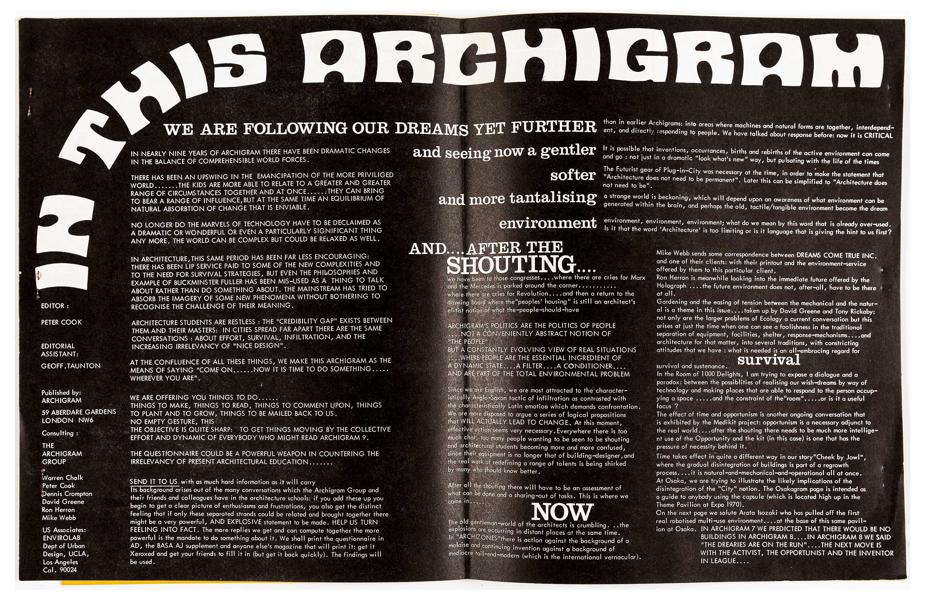 IN THIS ARCHIGRAM
WE ARE FOLLOWING OUR DREAMS YET FURTHER
and seeing now a gentler
softer
and more tantalising
environment
AND....AFTER THE
SHOUTING....
EDITOR :
PETER COOK
EDITORIAL
ASSISTANT:
GEOFF.TAUNTON
Published by:
ARCHIGRAM
59 ABERDARE GARDENS
LONDON NW6
Consulting :
THE
ARCHIGRAM
GROUP
Warren Chalk
Peter Cook
Dennis Crompton
David Greene
Ron Herron
Mike Webb
US Associates:
ENVIROLAB
Dept of Urban
Design, UCLA,
Los Angeles
Cal. 90024
IN NEARLY NINE YEARS OF ARCHIGRAM THERE HAVE BEEN DRAMATIC CHANGES
IN THE BALANCE OF COMPREHENSIBLE WORLD FORCES.
THERE HAS BEEN AN UPSWING IN THE EMANCIPATION OF THE MORE PRIVILIGED
WORLD.......THE KIDS ARE MORE ABLE TO RELATE TO A GREATER AND GREATER
RANGE OF CIRCUMSTANCES TOGETHER AND AT ONCE......THEY CAN BRING
TO BEAR A RANGE OF INFLUENCE,BUT AT THE SAME TIME AN EQUILIBRIUM OF
NATURAL ABSORBTION OF CHANGE THAT IS ENVIABLE.
NO LONGER DO THE MARVELS OF TECHNOLOGY HAVE TO BE DECLAIMED AS
A DRAMATIC OR WONDERFUL OR EVEN A PARTICULARLY SIGNIFICANT THING
ANY MORE, THE WORLD CAN BE COMPLEX BUT COULD BE RELAXED AS WELL.
IN ARCHITECTURE,THIS SAME PERIOD HAS BEEN FAR LESS ENCOURAGING:
THERE HAS BEEN LIP SERVICE PAID TO SOME OF THE NEW COMPLEXITIES AND
TO THE NEED FOR SURVIVAL STRATEGIES, BUT EVEN THE PHILOSOPHIES AND
EXAMPLE OF BUCKMINSTER FULLER HAS BEEN MIS-USED AS A THING TO TALK
ABOUT RATHER THAN DO SOMETHING ABOUT. THE MAINSTREAM HAS TRIED TO
ABSORB THE IMAGERY OF SOME NEW PHENOMENA WITHOUT BOTHERING TO
RECOGNISE THE CHALLENGE OF THEIR MEANING.
ARCHITECTURE STUDENTS ARE RESTLESS : THE "CREDIBILITY GAP" EXISTS BETWEEN
THEM AND THEIR MASTERS: IN CITIES SPREAD FAR APART THERE ARE THE SAME
CONVERSATIONS : ABOUT EFFORT, SURVIVAL, INFILTRATION, AND THE
INCREASING IRRELEVANCY OF "NICE DESIGN".
AT THE CONFLUENCE OF ALL THESE THINGS, WE MAKE THIS ARCHIGRAM AS THE
MEANS OF SAYING "COME ON......NOW IT IS TIME TO DO SOMETHING.....
WHEREVER YOU ARE".
WE ARE OFFERING YOU THINGS TO DO......
THINGS TO MAKE, THINGS TO READ, THINGS TO COMMENT UPON, THINGS
TO PLANT AND TO GROW, THINGS TO BE MAILED BACK TO US.
NO EMPTY GESTURE, THIS
THE OBJECTIVE IS QUITE SHARP: TO GET THINGS MOVING BY THE COLLECTIVE
EFFORT AND DYNAMIC OF EVERYBODY WHO MIGHT READ ARCHIGRAM 9.
THE QUESTIONNAIRE COULD BE A POWERFUL WEAPON IN COUNTERING THE
IRRELEVANCY OF PRESENT ARCHITECTURAL EDUCATION.......
SEND IT TO US with as much hard information as it will carry
Its background arises out of the many conversations which the Archigram Group and
their friends and colleagues have in the architecture schools: if you add these up you
begin to get a clear picture of enthusiasms and frustrations, you also get the distinct
feeling that if only these separated strands could be related and brought together there
might be a very powerful, AND EXPLOSIVE statement to be made. HELP US TURN
FEELING INTO FACT. The more replies we get and can compute together the more
powerful is the mandate to do something about it. We shall print the questionnaire in
AD, the BASA AJ supplement and anyone else's magazine that will print it: get it
Xeroxed and get your friends to fill it in (but get it back quickly). The findings will
be used.
we have been to those congresses....where there are cries for Marx
and the Mercedes is parked around the corner...........
where there are cries for Revolution....and then a return to the
drawing board where the"peoples' housing" is still an architect's
elitist notion of what the-people-should-have
ARCHIGRAM'S POLITICS ARE THE POLITICS OF PEOPLE
....NOT A CONVENIENTLY ABSTRACT NOTION OF
"THE PEOPLE"
BUT A CONSTANTLY EVOLVING VIEW OF REAL SITUATIONS
....WHERE PEOPLE ARE THE ESSENTIAL INGREDIENT OF
A DYNAMIC STATE....A FILTER....A CONDITIONER....
AND ARE PART OF THE TOTAL ENVIRONMENTAL PROBLEM
Since we are English, we are most attracted to the character-
istically Anglo-Saxon tactic of Infiltration as contrasted with
the characteristically Latin emotion which demands confrontation.
We are more disposed to argue a series of logical propositions
that WILL ACTUALLY LEAD TO CHANGE. At this moment,
effective action seems very necessary. Everywhere there is too
much chat, too many people wanting to be seen to be shouting
and architectural students becoming more and more confused,
since their equipment is no longer that of building-designer, and
the real work of redefining a range of talents is being shirked
by many who should know better.
After all the shouting there will have to be an assessment of
what can be done and a sharing-out of tasks. This is where we
come in....
NOW
The old gentleman-world of the architects is crumbling...the
explosions are occurring in distant places at the same time.
In "ARCHIZONES"there is action against the background of a
moraine and continuing invention against a background of
mediocre toil-and-modern (which is the international vernacular).
than in earlier Archigrams: into areas where machines and natural forms are together, interdepend-
ent, and directly responding to people. We have talked about response before: now it is CRITICAL
It is possible that inventions, occurrences, births and rebirths of the active environment can come
and go : not just in a dramatic "look what's new" way, but pulsating with the life of the times
The Futurist gear of Plug-in-City was necessary at the time, in order to make the statement that
"Architecture does not need to be permanent". Later this can be simplified to "Architecture does
not need to be".
a strange world is beckoning, which will depend upon an awareness of what environment can be
generated within the brain, and perhaps the old, tactile/tangible environment become the dream
environment, environment, environment; what do we mean by this word that is already over-used.
Is it that the word 'Architecture' is too limiting or is it language that is giving the hint to us first?
Mike Webb sends some correspondence between DREAMS COME TRUE INC.
and one of their clients: with their printout and the environment-service
offered by them to this particular client.
Ron Herron is meanwhile looking into the immediate future offered by the
Holograph ....the future environment does not, after-all, have to be there
at all.
Gardening and the easing of tension between the mechanical and the natur-
al is a theme in this issue....taken up by David Greene and Tony Rickaby:
not only are the larger problems of Ecology a current conversation but this
arises at just the time when one can see a foolishness in the traditional
separation of equipment, facilities, shelter, response-mechanisms....and
architecture for that matter, into several traditions, with constricting
attitudes that we have : what is needed is an all-embracing regard for
survival
survival and sustenance.
In the Room of 1000 Delights, I am trying to expose a dialogue and a
paradox: between the possiblities of realising our wish-dreams by way of
technology and making places that are able to respond to the person occup-
ying a space .....and the constraint of the"room".....or is it a useful
focus ?
The effect of time and opportunism is another ongoing conversation that
is exhibited by the Medikit project: opportunism is a necessary adjunct to
the real world....after the shouting there needs to be much more intellige-
nt use of the Opportunity and the kit (in this case) is one that has the
pressure of necessity behind it.
Time takes effect in quite a different way in our story"Cheek by Jowl",
where the gradual disintegration of buildings is part of a regrowth
process....it is natural-and-mechanical-and-operational all at once.
At Osaka, we are trying to illustrate the likely implications of the
disintegration of the "City" notion. The Osakagram page is intended as
a guide to anybody using the capsule (which is located high up in the
Theme Pavilion at Expo 1970).
On the next page we salute Arata Isozaki who has pulled off the first
real robotised multi-use environment....at the base of this same pavil-
ion at Osaka. IN ARCHIGRAM 7 WE PREDICTED THAT THERE WOULD BE NO
BUILDINGS IN ARCHIGRAM 8....IN ARCHIGRAM 8 WE SAID
"THE DREARIES ARE ON THE RUN"....THE NEXT MOVE IS
WITH THE ACTIVIST, THE OPPORTUNIST AND THE INVENTOR
IN LEAGUE....